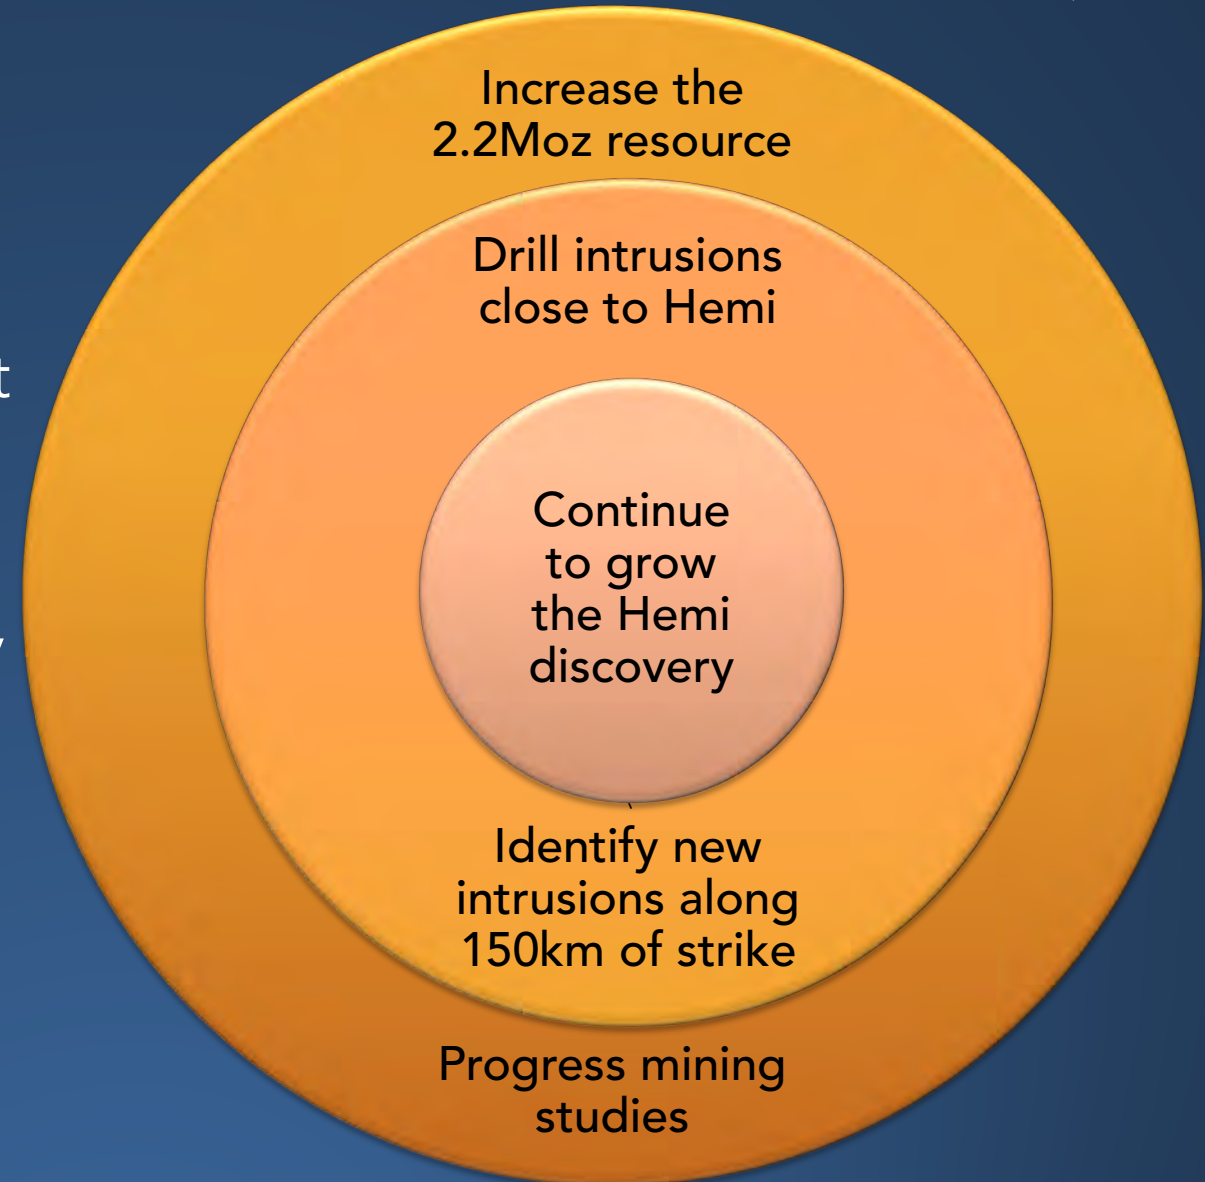 Increase the
2.2Moz resource
Drill intrusions
close to Hemi
Continue
to grow
the Hemi
discovery
Identify new
intrusions along
150km of strike
Progress mining
studies